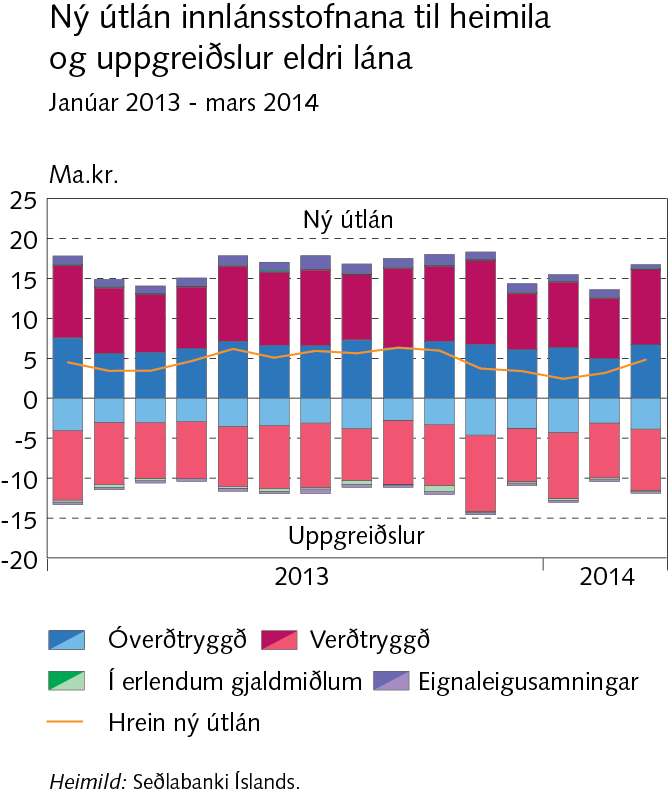 Ný útlán innlánsstofnana til heimila
og uppgreiðslur eldri lána
Janúar 2013 - mars 2014
Ma.kr.
25
20
15
10
5
0
-5
-10
-15
-20
Ný útlán
Uppgreiðslur
2013 2014
Óverðtryggð Verðtryggð
Í erlendum gjaldmiðlum Eignaleigusamningar
Hrein ný útlán
Heimild: Seðlabanki Íslands.